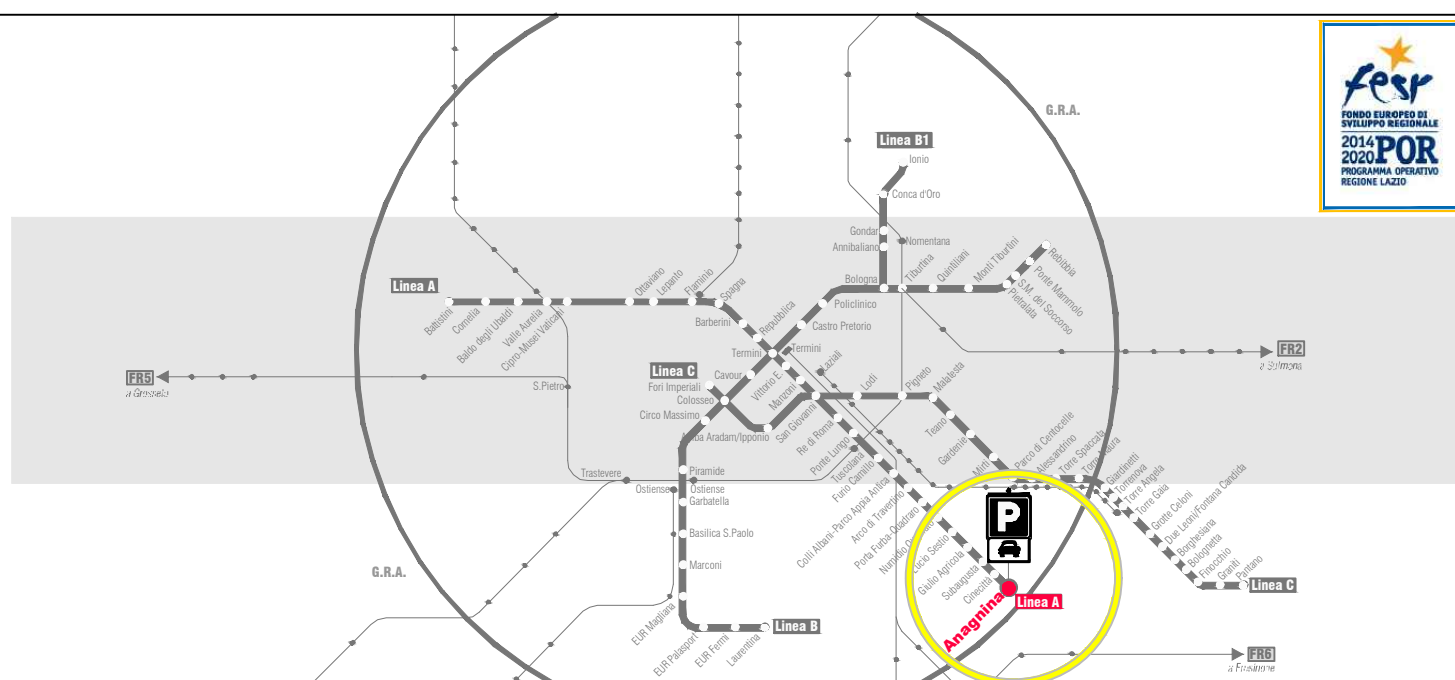 fesr
FONDO EUROPEO DI
SVILUPPO REGIONALE
2014
2020 POR
PROGRAMMA OPERATIVO
REGIONE LAZIO
G.R.A.
Linea B1
Ionio
Conca d'Oro
Gondar
Nomentana
Annibaliano
Bologna
Tiburtina
Quintiliani
Monti Tiburtini
Rebibbia
Ponte Mammolo
S.M. del Soccorso
Pietralata
Linea A
Battistini
Cornelia
Baldo degli Ubaldi
Valle Aurelia
Cipro-Musei Vaticani
Ottaviano
Lepanto
Flaminio
Spagna
Barberini
Repubblica
Policlinico
Castro Pretorio
Termini
Termini
FR2
a Sulmona
FR5
a Grosseto
S.Pietro
Linea C
Fori Imperiali
Cavour
Colosseo
Circo Massimo
Vittorio E.
Manzoni
Laziali
Lodi
Pigneto
Malatesta
San Giovanni
Re di Roma
Ponte Lungo
Tuscolana
Furio Camillo
Colli Albani-Parco Appia Antica
Arco di Travertino
Porta Furba-Quadraro
Lucio Sestio
Giulio Agricola
Subaugusta
Cinecittà
Anagnina
Linea A
P
Teano
Gardenie
Mirti
Parco di Centocelle
Alessandrino
Torre Spaccata
Torre Maura
Giardinetti
Torrenova
Torre Angela
Torre Gaia
Grotte Celoni
Due Leoni/Fontana Candida
Borghesiana
Bolognetta
Finocchio
Graniti
Pantano
Linea C
Trastevere
Ostiense
Piramide
Ostiense
Garbatella
Basilica S.Paolo
Marconi
EUR Magliana
EUR Palasport
EUR Fermi
Laurentina
Linea B
G.R.A.
FR6
a Frosinone